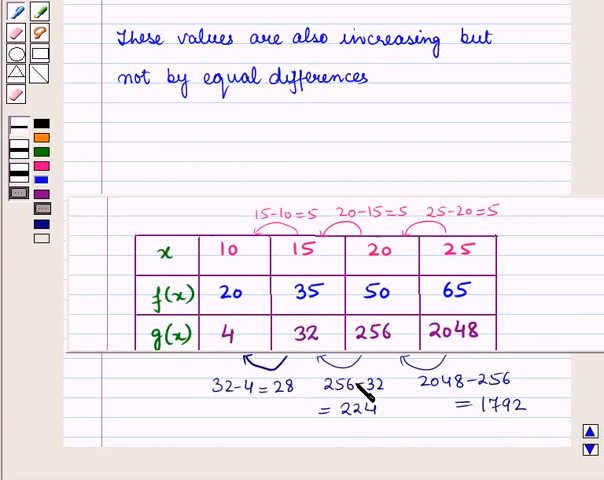 These values are also increasing but
not by equal differences
15-10=5 20-15=5 25-20=5
x 10 15 20 25
f(x) 20 35 50 65
g(x) 4 32 256 2048
32-4=28 256-32 2048-256
=224 =1792